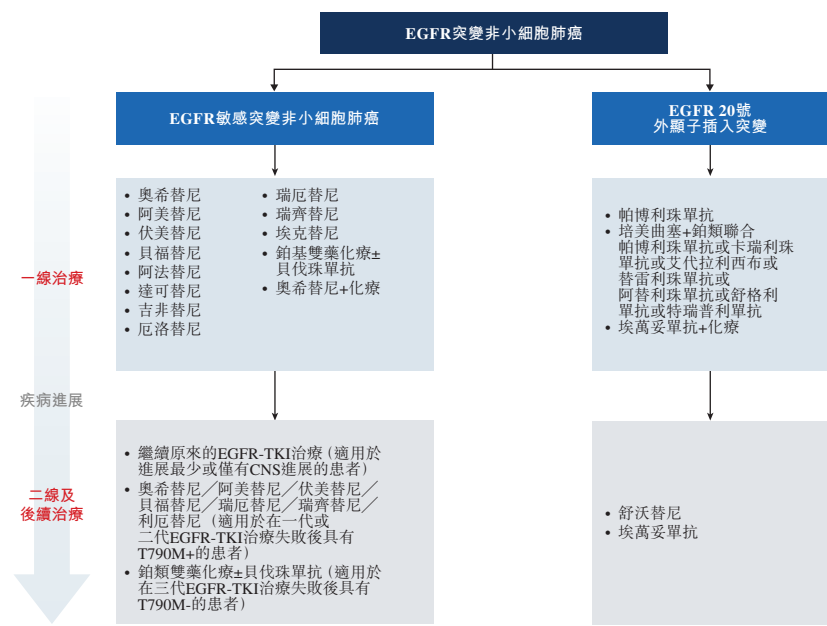 EGFR突變非小細胞肺癌
EGFR敏感突變非小細胞肺癌
EGFR 20號
外顯子插入突變
一線治療
• 奧希替尼
• 阿美替尼
• 伏美替尼
• 貝福替尼
• 阿法替尼
• 達可替尼
• 吉非替尼
• 厄洛替尼
• 瑞厄替尼
• 瑞齊替尼
• 埃克替尼
• 鉑基雙藥化療±
貝伐珠單抗
• 奧希替尼+化療
• 帕博利珠單抗
• 培美曲塞+鉑類聯合
帕博利珠單抗或卡瑞利珠
單抗或艾代拉利西布或
替雷利珠單抗或
阿替利珠單抗或舒格利
單抗或特瑞普利單抗
• 埃萬妥單抗+化療
疾病進展
二線及
後續治療
• 繼續原來的EGFR-TKI治療（適用於
進展最少或僅有CNS進展的患者）
• 奧希替尼╱阿美替尼╱伏美替尼╱
貝福替尼╱瑞厄替尼╱瑞齊替尼╱
利厄替尼（適用於在一代或
二代EGFR-TKI治療失敗後具有
T790M+的患者）
• 鉑類雙藥化療±貝伐珠單抗（適用於
在三代EGFR-TKI治療失敗後具有
T790M-的患者）
• 舒沃替尼
• 埃萬妥單抗